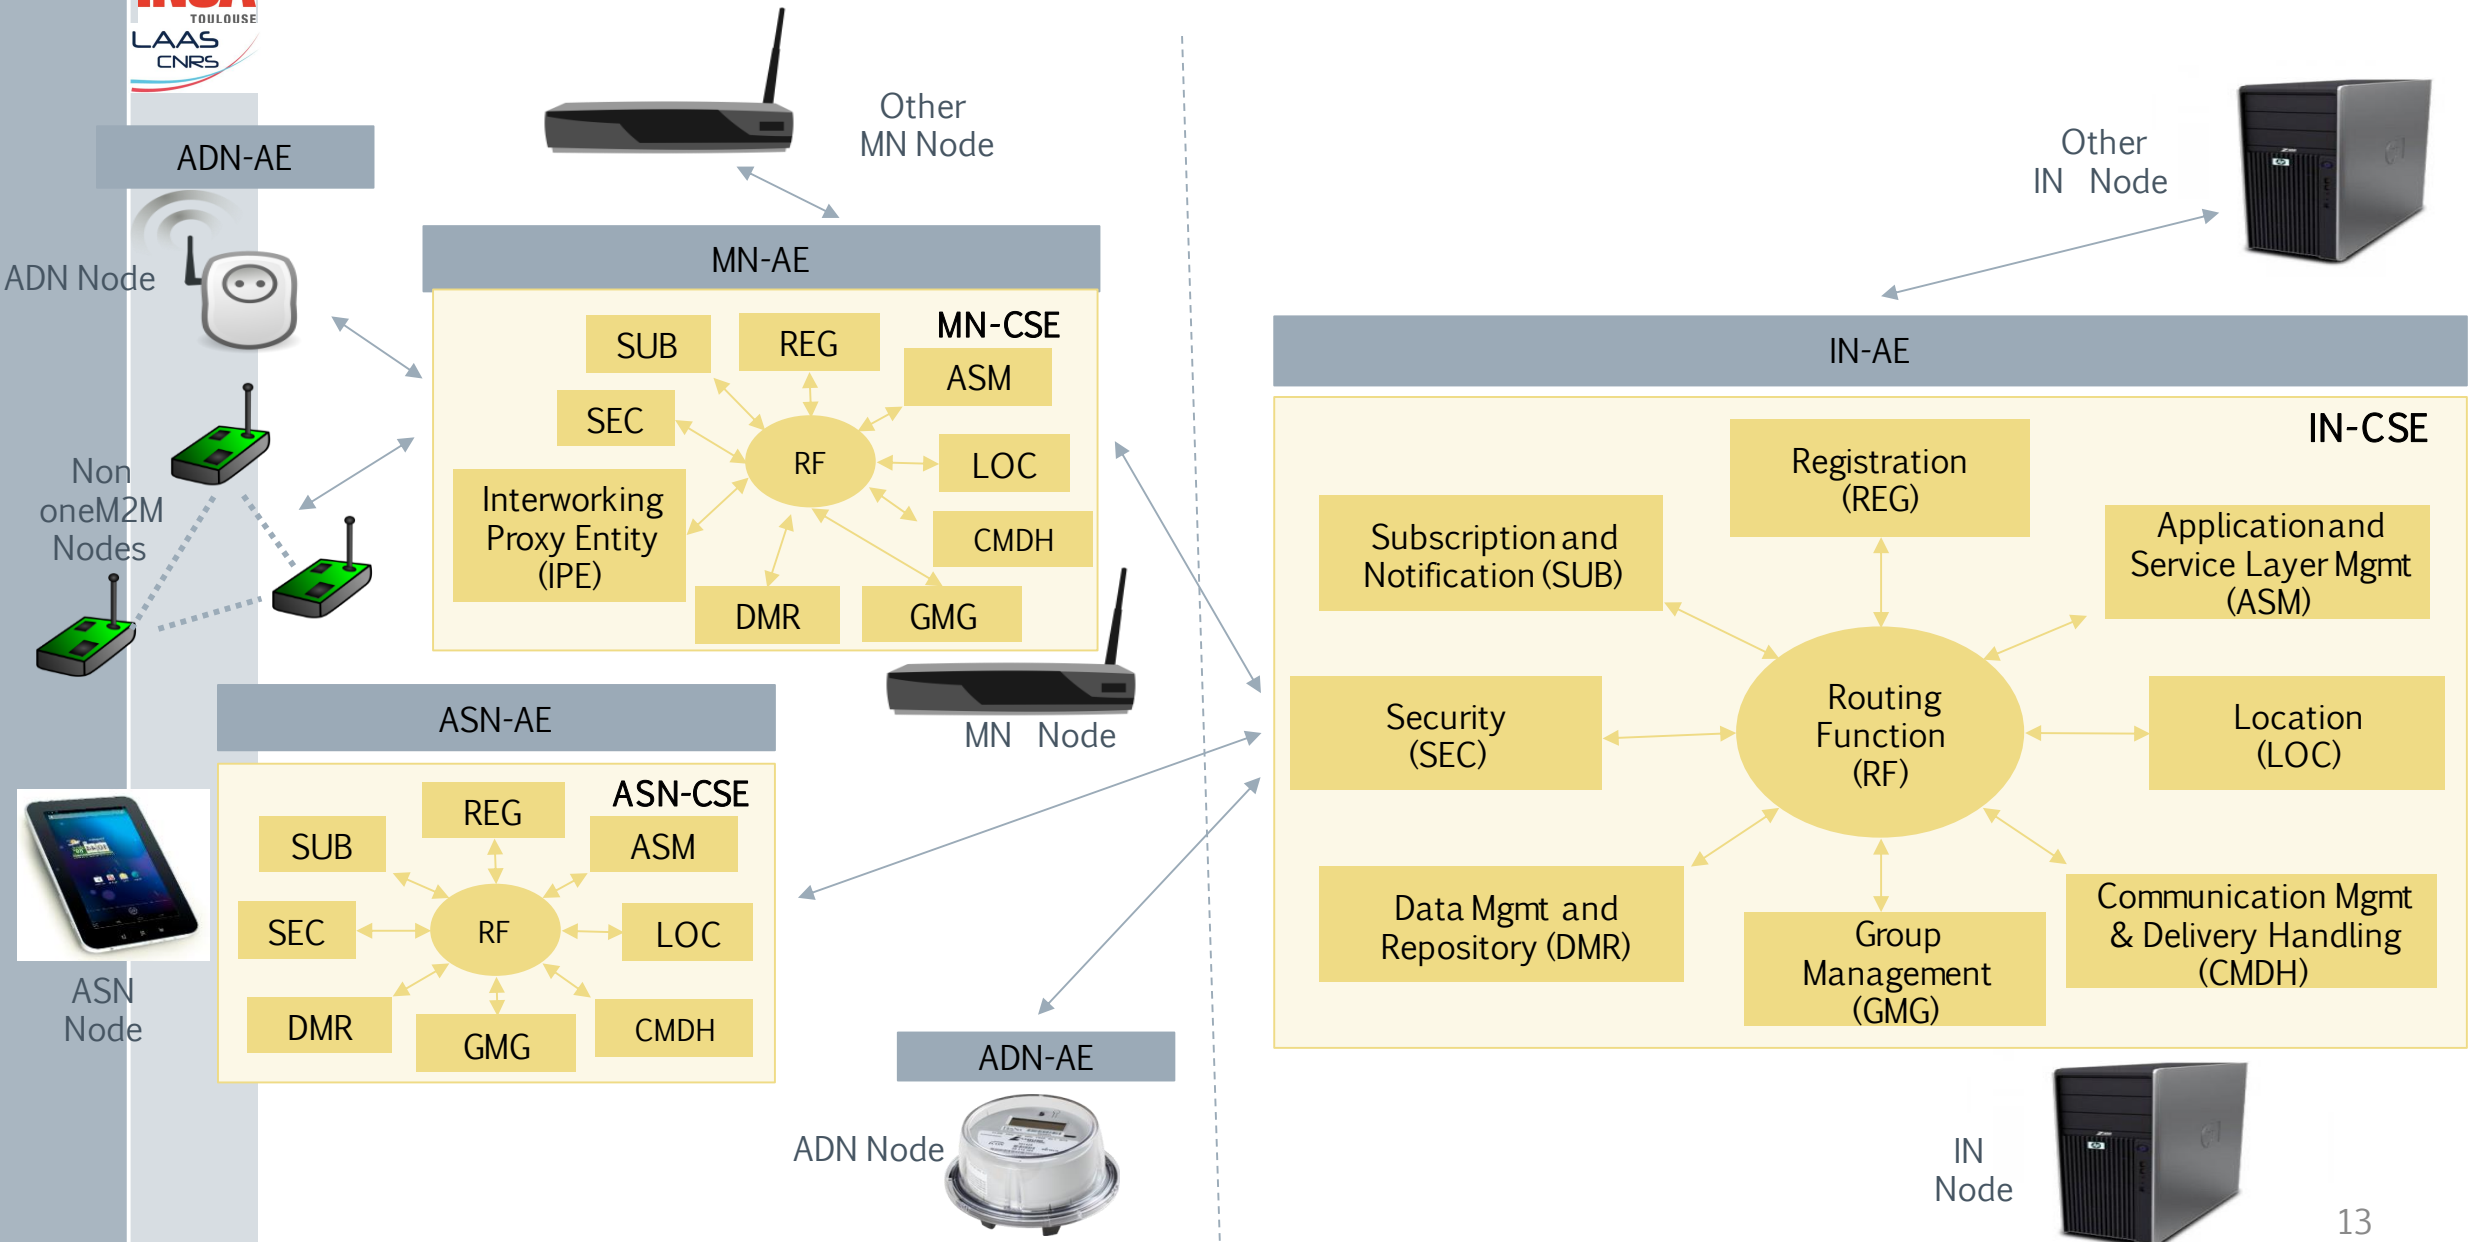 INSA
TOULOUSE
LAAS
CNRS
ADN-AE
ADN Node
Non
oneM2M
Nodes
Other
MN Node
MN-AE
MN-CSE
SUB
REG
ASM
SEC
RF
LOC
Interworking
Proxy Entity
(IPE)
CMDH
DMR
GMG
MN Node
ASN-AE
ASN-CSE
REG
SUB
ASM
SEC
RF
LOC
DMR
GMG
CMDH
ASN
Node
ADN-AE
ADN Node
Other
IN Node
IN-AE
IN-CSE
Registration
(REG)
Subscription and
Notification (SUB)
Application and
Service Layer Mgmt
(ASM)
Security
(SEC)
Routing
Function
(RF)
Location
(LOC)
Data Mgmt and
Repository (DMR)
Group
Management
(GMG)
Communication Mgmt
& Delivery Handling
(CMDH)
IN
Node
13